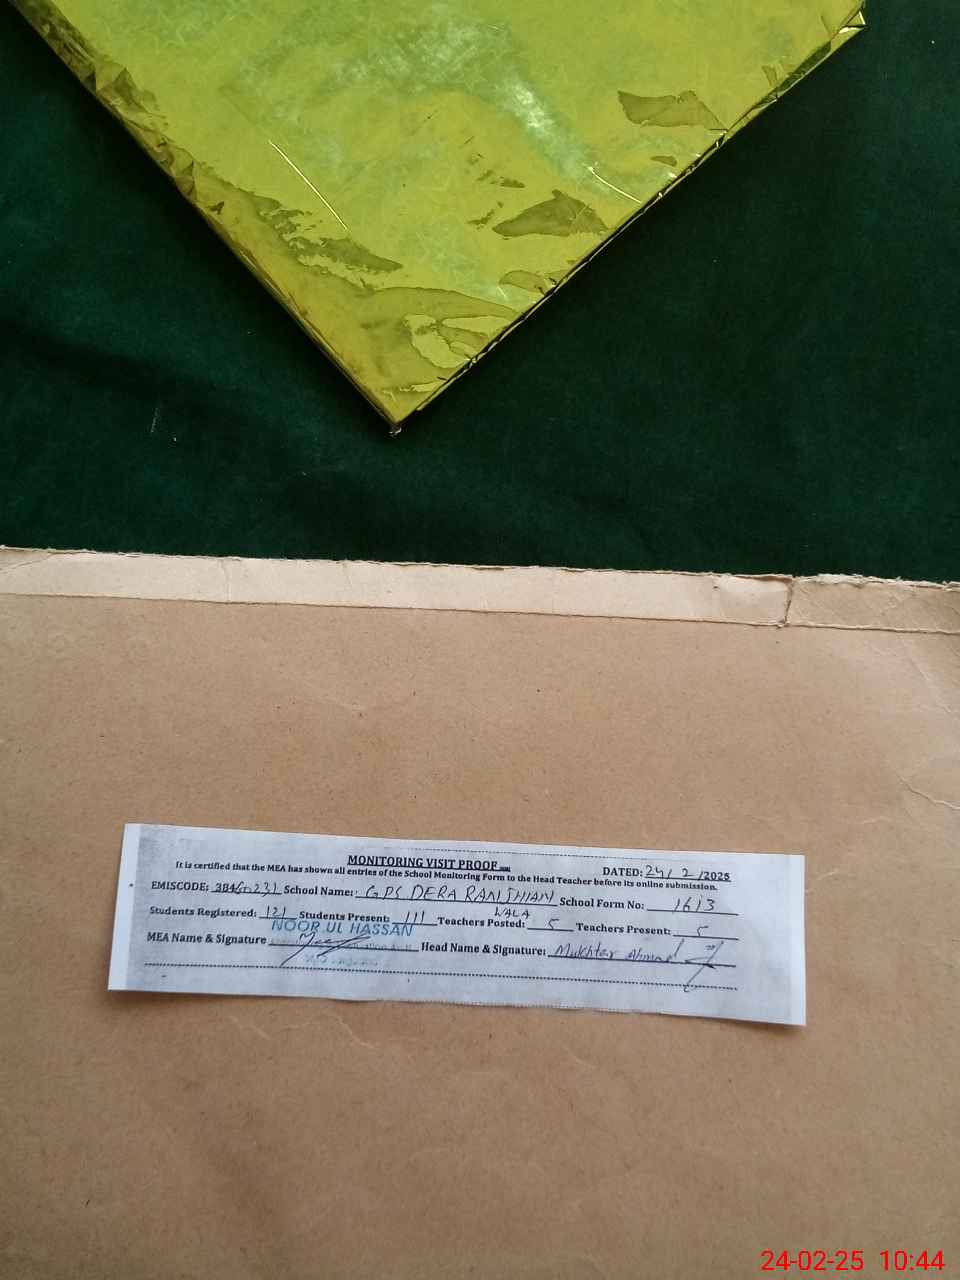 MONITORING VISIT PROOF
DATED: 24/2/2025
It is certified that the MEA has shown all entries of the School Monitoring Form to the Head Teacher before its online submission.
EMISCODE: School Name: GPS DERA RANJHIAN WALA School Form No: 1613
Students Registered: 121 Students Present: 111 Teachers Posted: 5 Teachers Present: 5
NOOR UL HASSAN
MEA Name & Signature Head Name & Signature: Mukhtar Ahmad
24-02-25 10:44